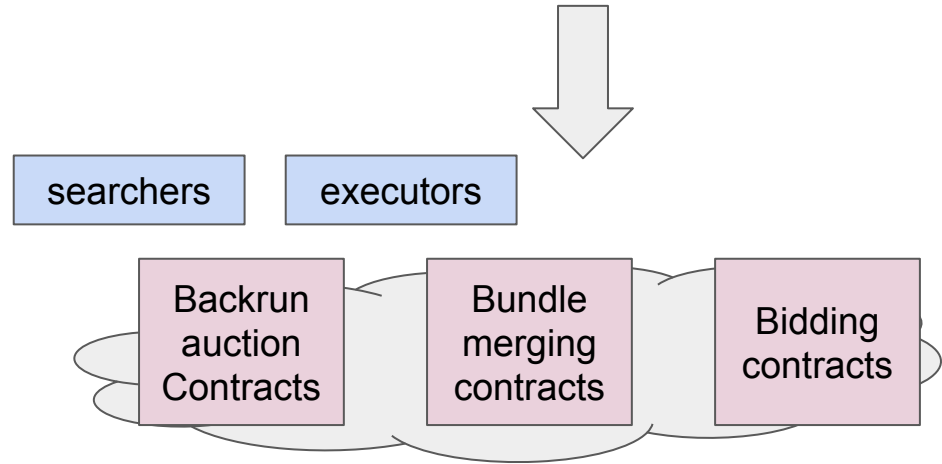 searchers
executors
Backrun
auction
Contracts
Bundle
merging
contracts
Bidding
contracts